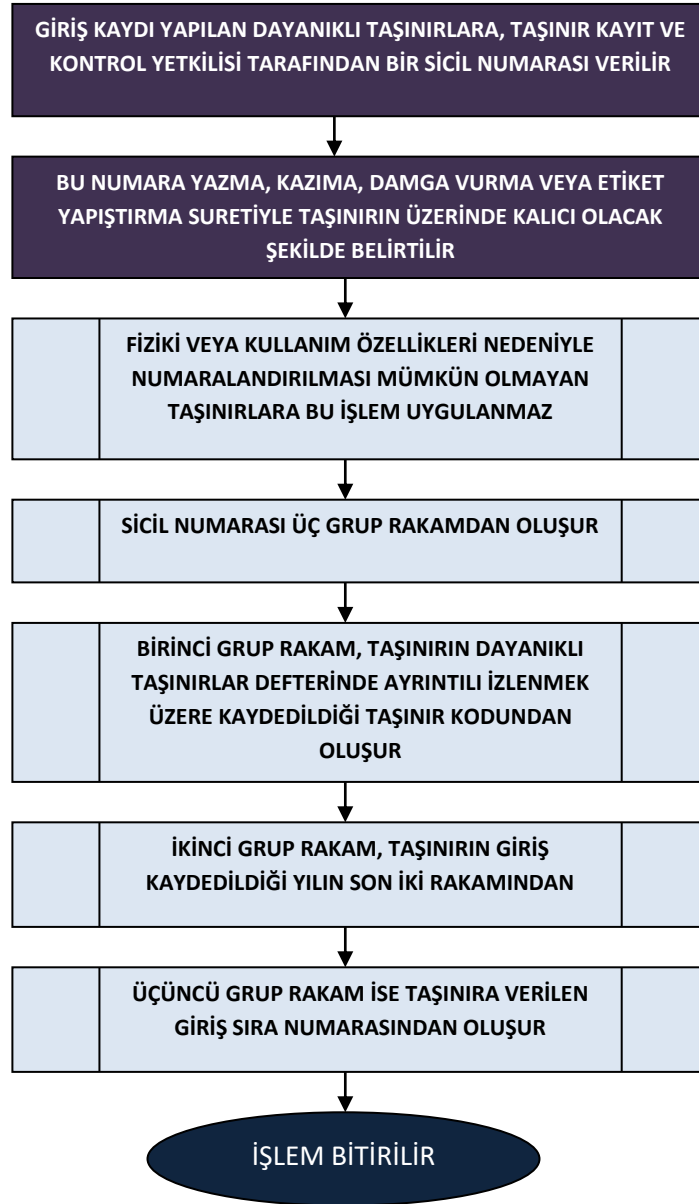 GİRİŞ KAYDI YAPILAN DAYANIKLI TAŞINIRLARA, TAŞINIR KAYIT VE
KONTROL YETKİLİSİ TARAFINDAN BİR SİCİL NUMARASI VERİLİR
BU NUMARA YAZMA, KAZIMA, DAMGA VURMA VEYA ETİKET
YAPIŞTIRMA SURETİYLE TAŞINIRIN ÜZERİNDE KALICI OLACAK
ŞEKİLDE BELİRTİLİR
FİZİKİ VEYA KULLANIM ÖZELLİKLERİ NEDENİYLE
NUMARALANDIRILMASI MÜMKÜN OLMAYAN
TAŞINIRLARA BU İŞLEM UYGULANMAZ
SİCİL NUMARASI ÜÇ GRUP RAKAMDAN OLUŞUR
BİRİNCİ GRUP RAKAM, TAŞINIRIN DAYANIKLI
TAŞINIRLAR DEFTERİNDE AYRINTILI İZLENMEK
ÜZERE KAYDEDİLDİĞİ TAŞINIR KODUNDAN
OLUŞUR
İKİNCİ GRUP RAKAM, TAŞINIRIN GİRİŞ
KAYDEDİLDİĞİ YILIN SON İKİ RAKAMINDAN
ÜÇÜNCÜ GRUP RAKAM İSE TAŞINIRA VERİLEN
GİRİŞ SIRA NUMARASINDAN OLUŞUR
İŞLEM BİTİRİLİR